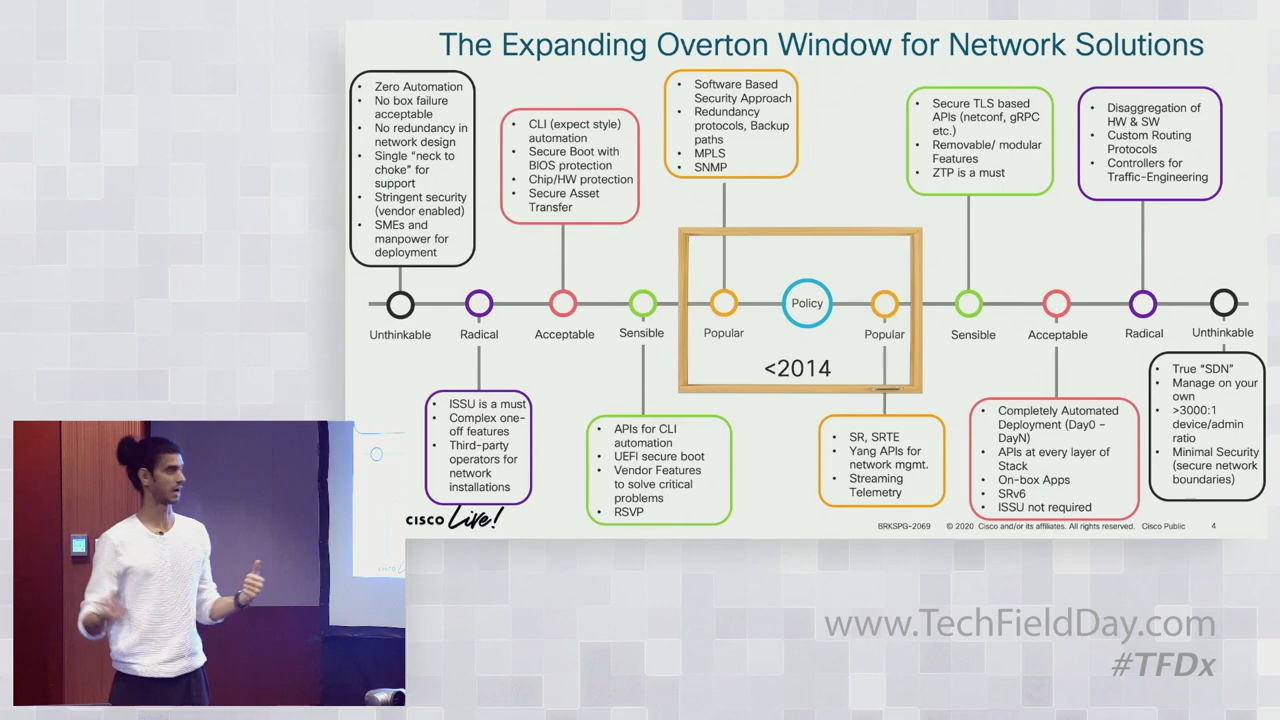 The Expanding Overton Window for Network Solutions
• Zero Automation
• No box failure
acceptable
• No redundancy in
network design
• Single “neck to
choke” for
support
• Stringent security
(vendor enabled)
• SMEs and
manpower for
deployment
• CLI (expect style)
automation
• Secure Boot with
BIOS protection
• Chip/HW protection
• Secure Asset
Transfer
• Software Based
Security Approach
• Redundancy
protocols, Backup
paths
• MPLS
• SNMP
• Secure TLS based
APIs (netconf, gRPC
etc.)
• Removable/ modular
Features
• ZTP is a must
• Disaggregation of
HW & SW
• Custom Routing
Protocols
• Controllers for
Traffic-Engineering
Unthinkable
Radical
Acceptable
Sensible
Popular
Policy
Popular
Sensible
Acceptable
Radical
Unthinkable
<2014
• ISSU is a must
• Complex one-
off features
• Third-party
operators for
network
installations
• APIs for CLI
automation
• UEFI secure boot
• Vendor Features
to solve critical
problems
• RSVP
• SR, SRTE
• Yang APIs for
network mgmt.
• Streaming
Telemetry
• Completely Automated
Deployment (Day0 –
DayN)
• APIs at every layer of
Stack
• On-box Apps
• SRv6
• ISSU not required
• True “SDN”
• Manage on your
own
• >3000:1
device/admin
ratio
• Minimal Security
(secure network
boundaries)
CISCO Live!
BRKSPG-2069 © 2020 Cisco and/or its affiliates. All rights reserved. Cisco Public 4
www.TechFieldDay.com
#TFDx